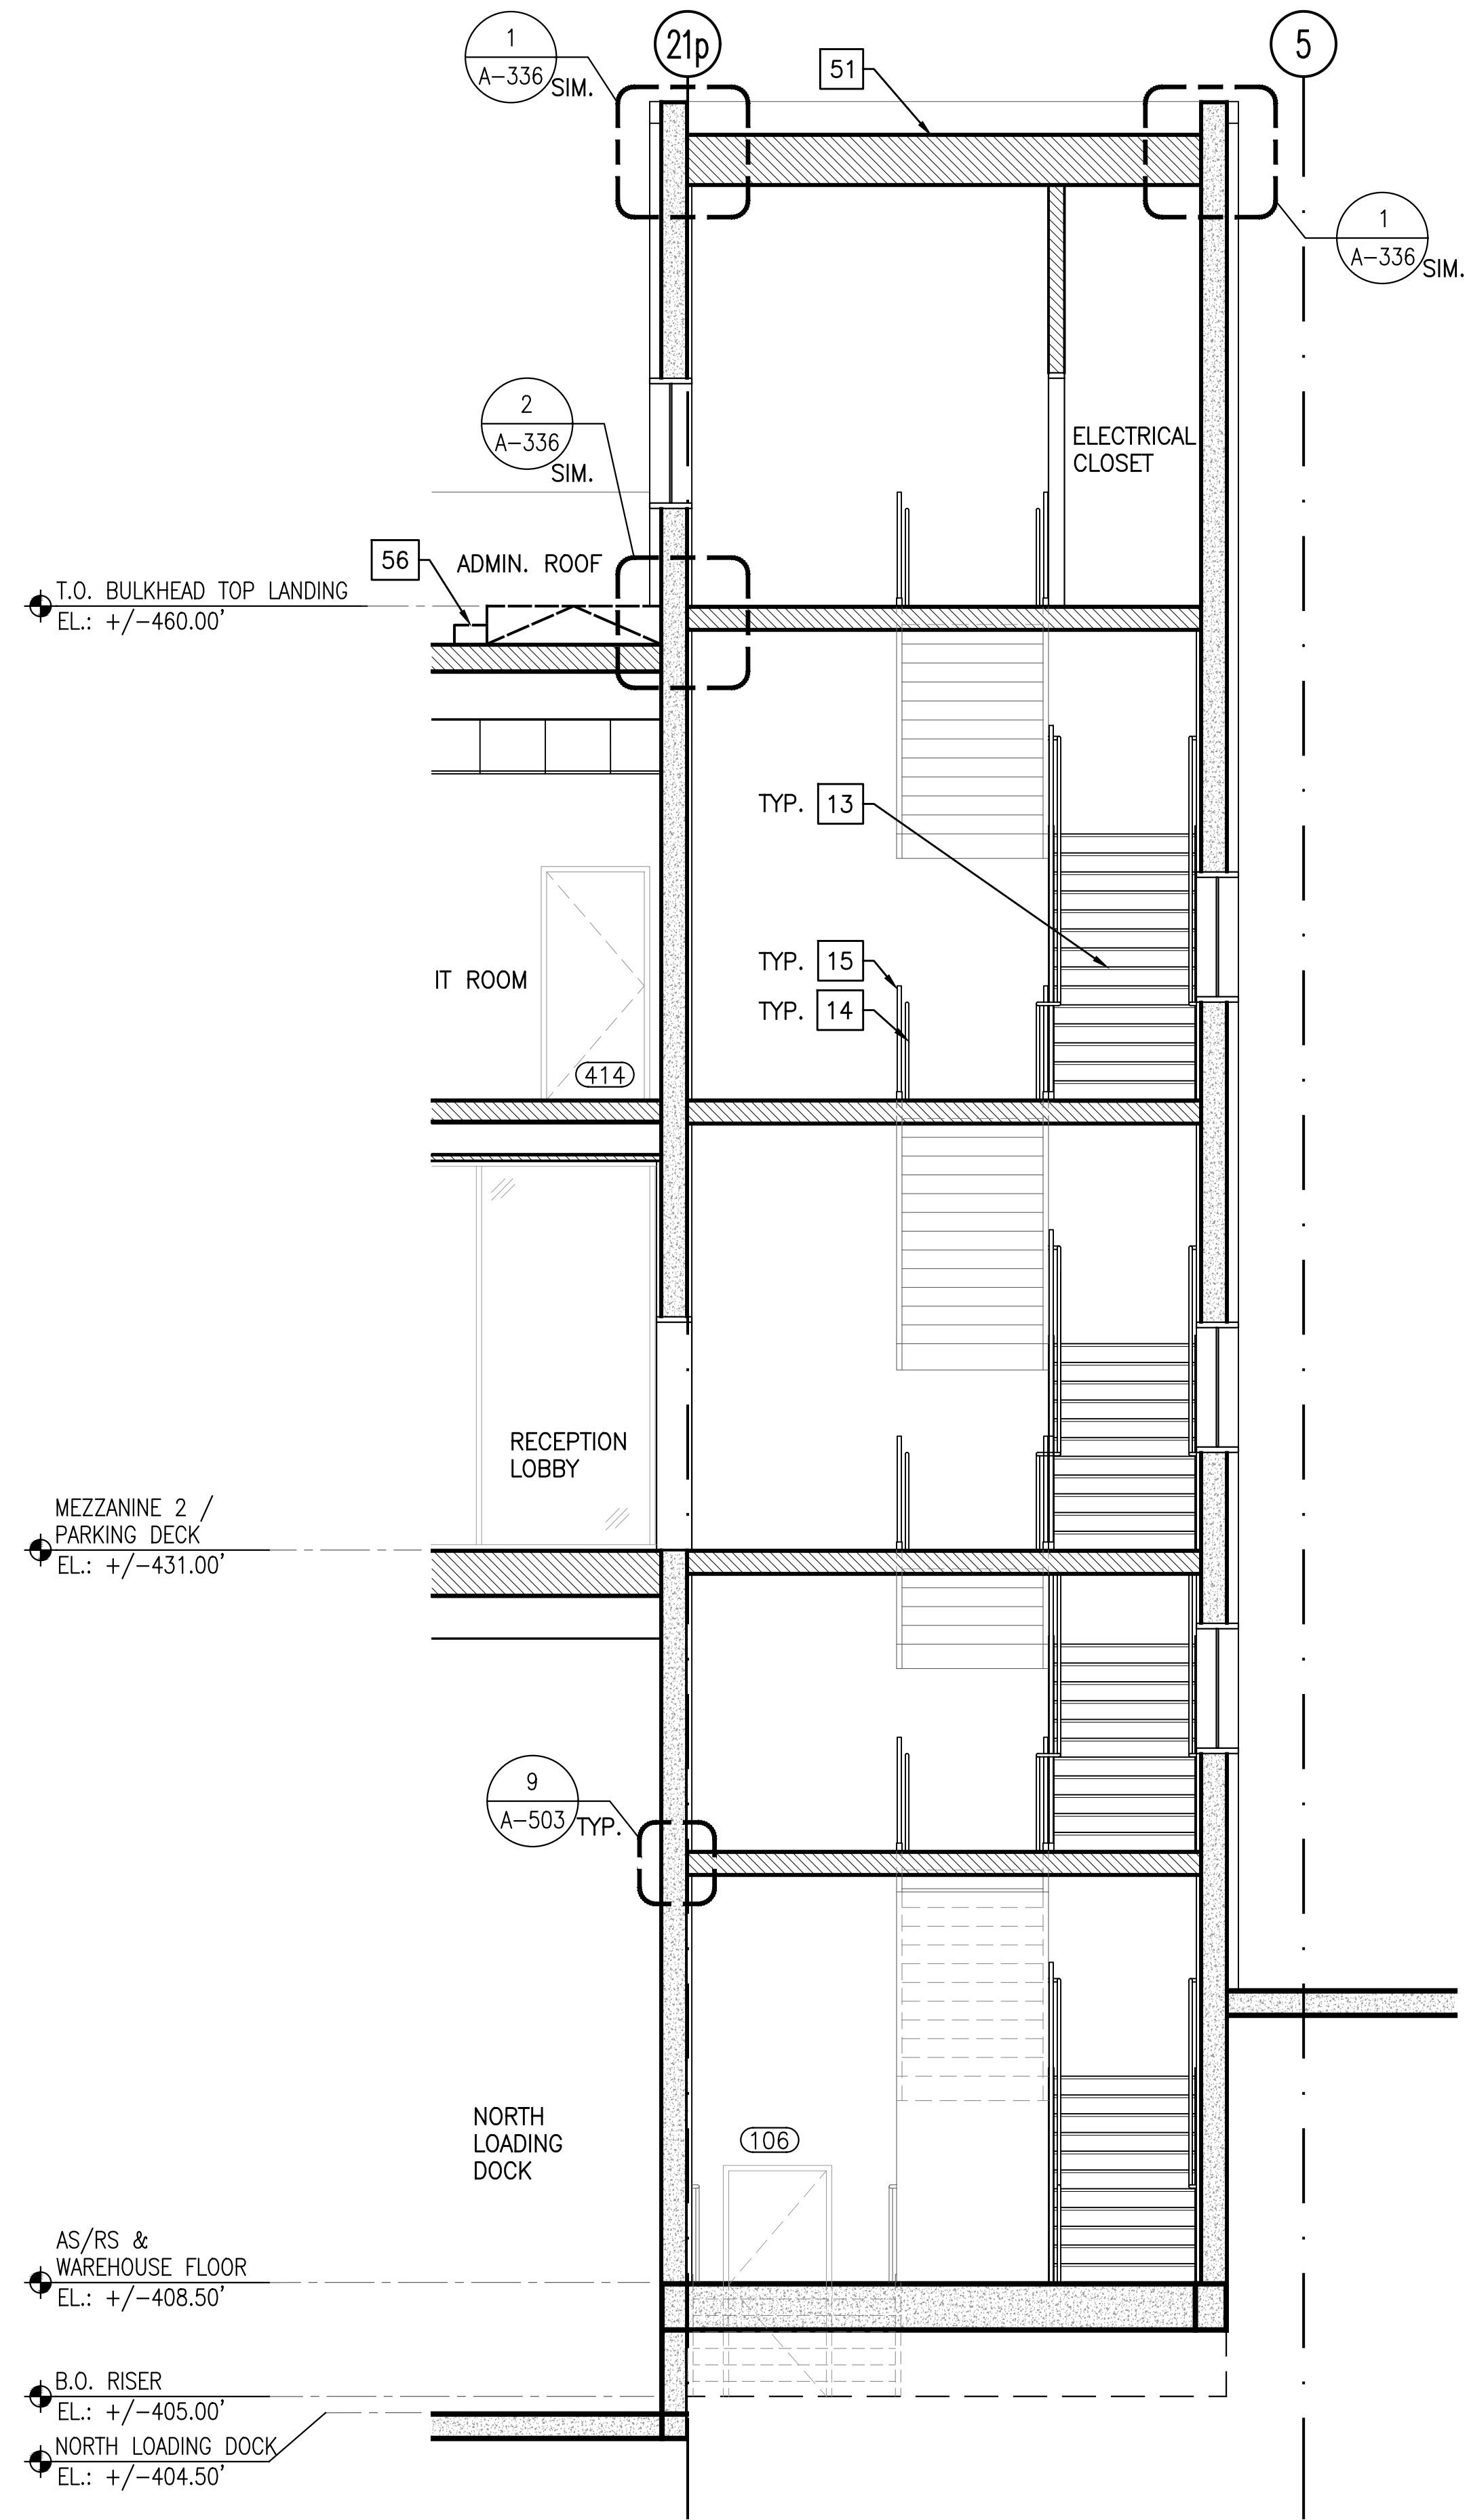 1
A-336
SIM.
21p
51
5
1
A-336
SIM.
2
A-336
SIM.
ELECTRICAL
CLOSET
56
ADMIN. ROOF
T.O. BULKHEAD TOP LANDING
EL.: +/-460.00'
TYP. 13
TYP. 15
TYP. 14
IT ROOM
414
RECEPTION
LOBBY
MEZZANINE 2 /
PARKING DECK
EL.: +/-431.00'
9
A-503
TYP.
NORTH
LOADING
DOCK
106
AS/RS &
WAREHOUSE FLOOR
EL.: +/-408.50'
B.O. RISER
EL.: +/-405.00'
NORTH LOADING DOCK
EL.: +/-404.50'